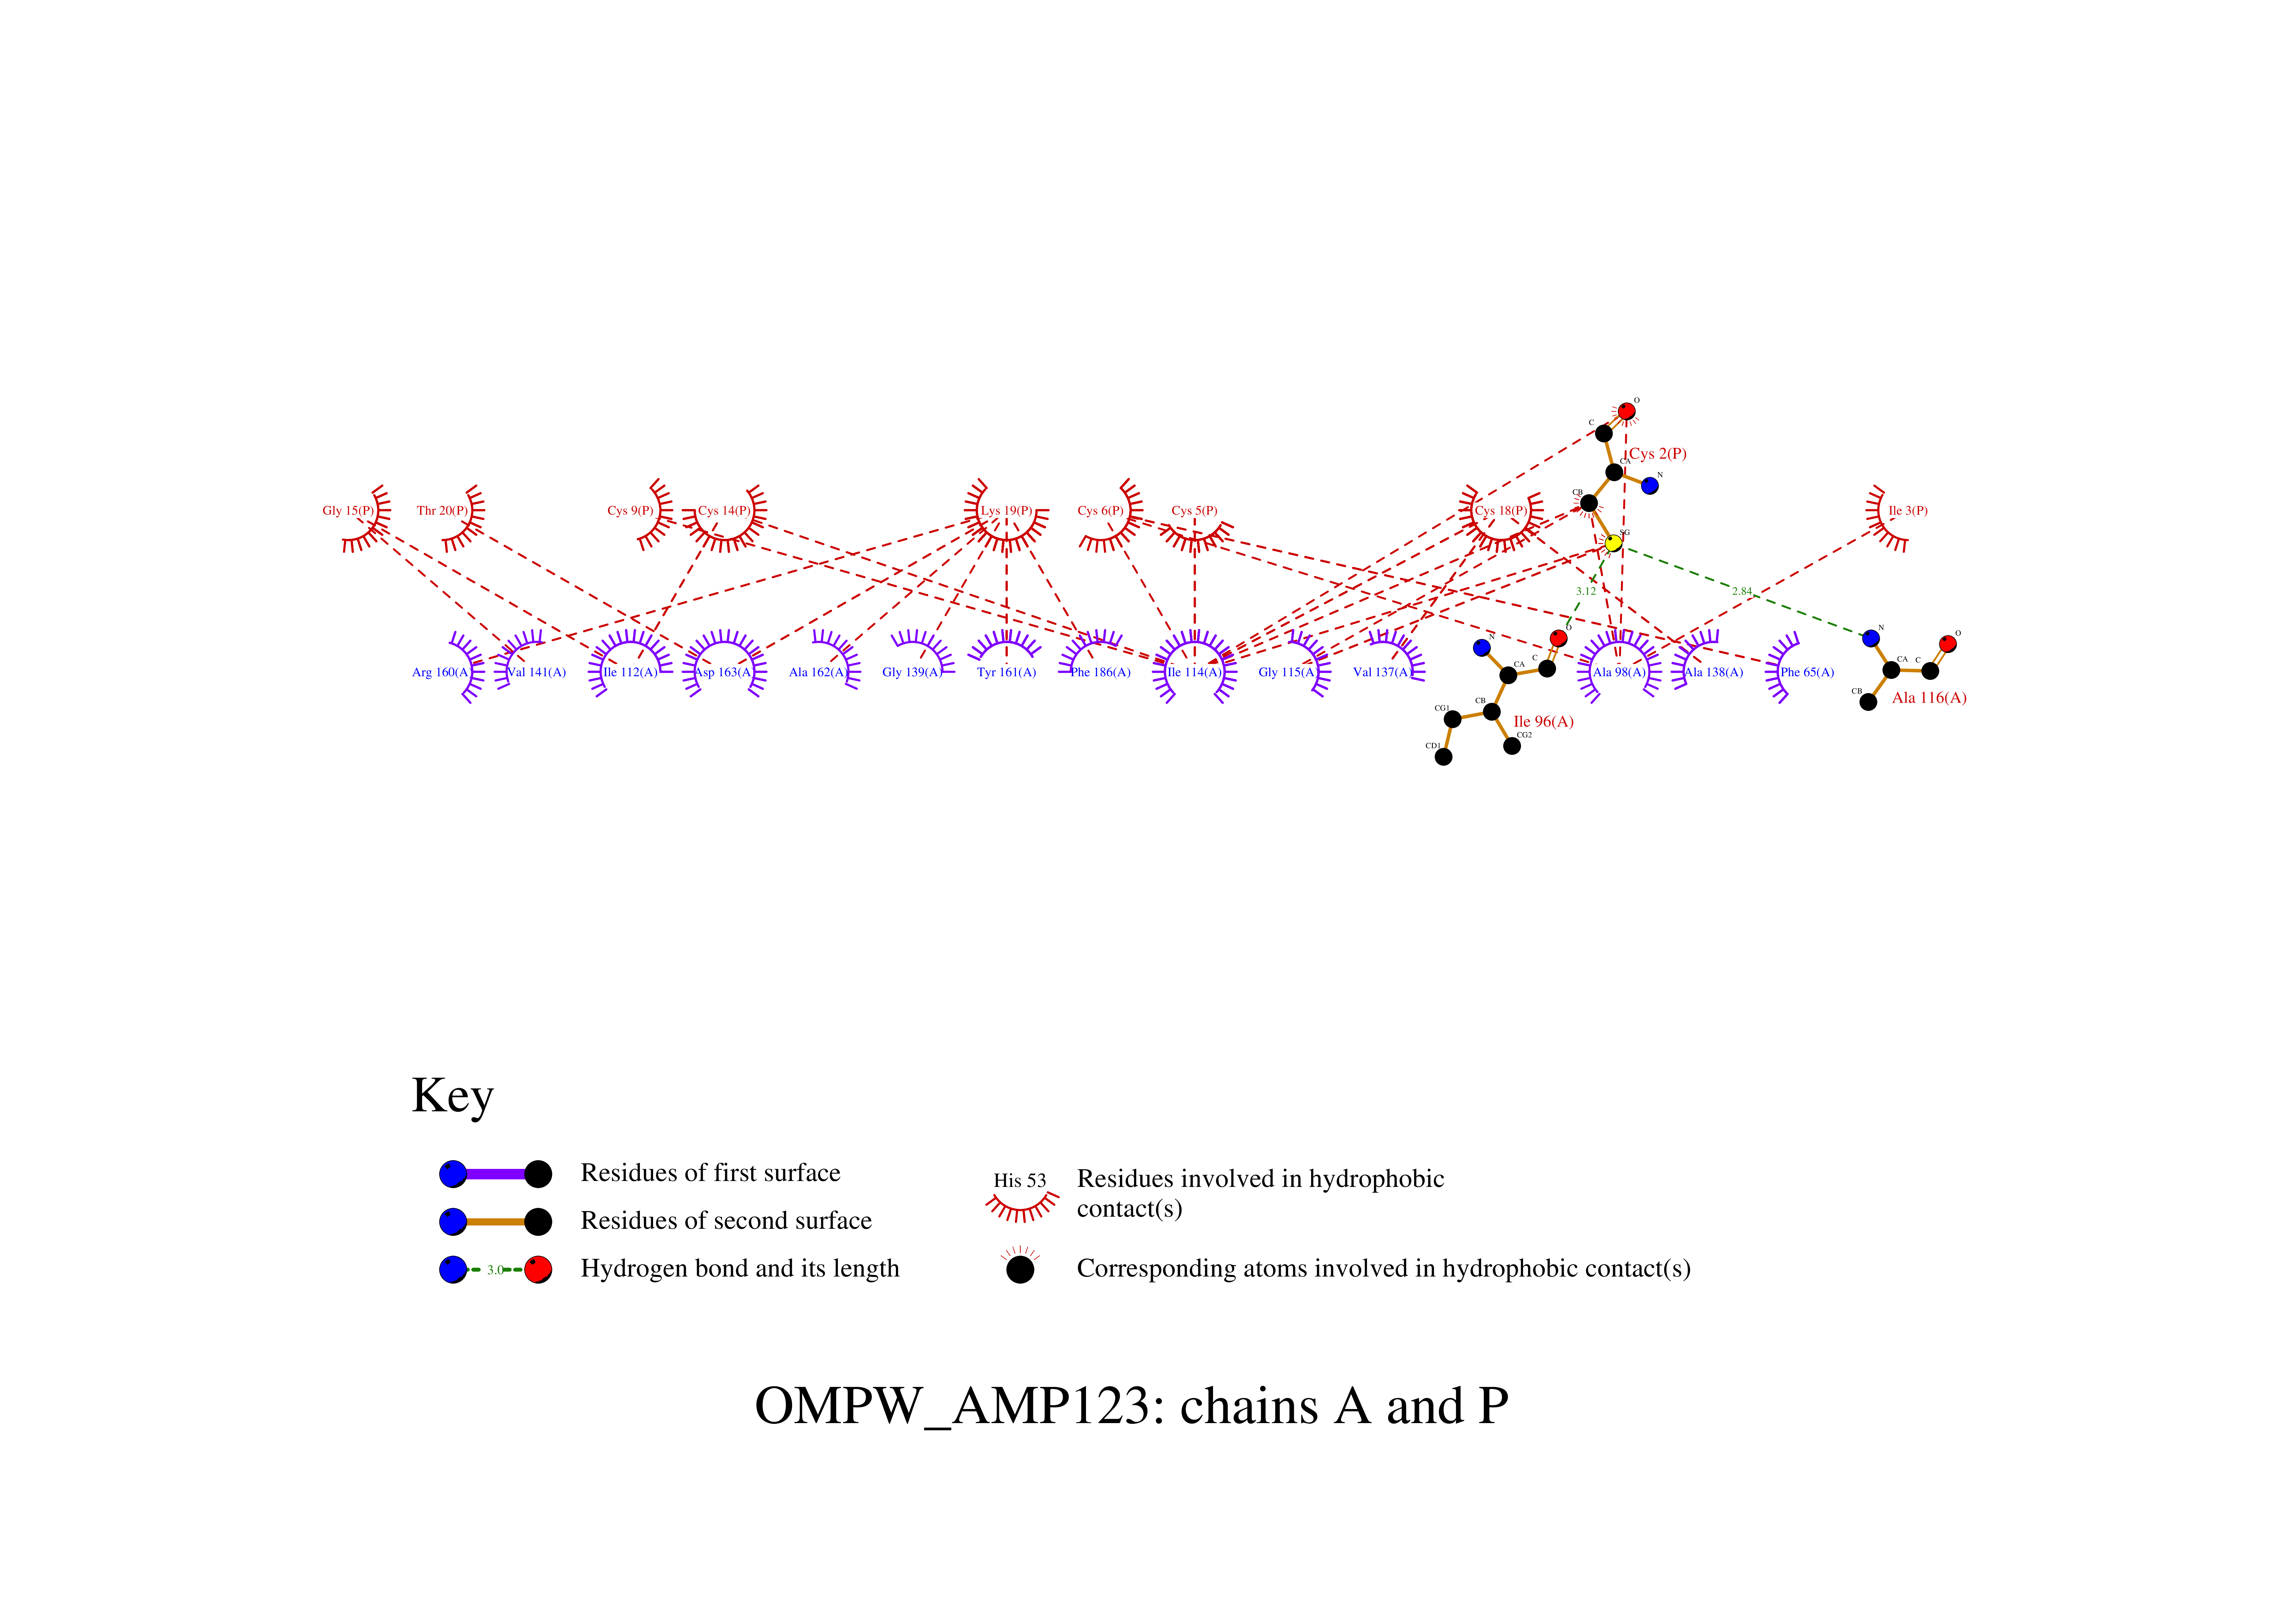 O
C
Cys 2(P)
CA
N
CB
Gly 15(P) Thr 20(P) Cys 9(P) Cys 14(P) Lys 19(P) Cys 6(P) Cys 5(P) Cys 18(P) Ile 3(P)
SG
3.12 2.84
N O N O
C CA C CA
Arg 160(A) Val 141(A) Ile 112(A) Asp 163(A) Ala 162(A) Gly 139(A) Tyr 161(A) Phe 186(A) Ile 114(A) Gly 115(A) Val 137(A) Ala 98(A) Ala 138(A) Phe 65(A)
CB Ala 116(A)
CG1 CB Ile 96(A)
CD1 CG2
Key
Residues of first surface
Residues of second surface
3.0 Hydrogen bond and its length
His 53 Residues involved in hydrophobic
contact(s)
Corresponding atoms involved in hydrophobic contact(s)
OMPW_AMP123: chains A and P